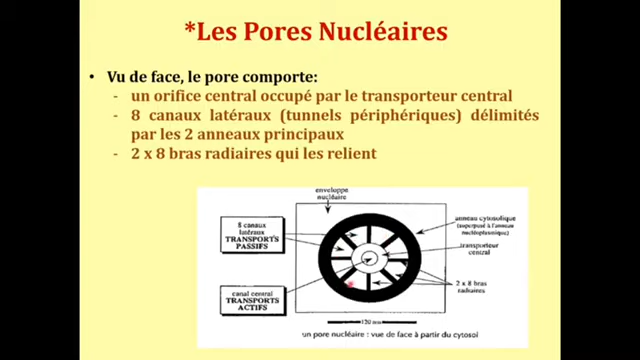 *Les Pores Nucléaires
• Vu de face, le pore comporte:
- un orifice central occupé par le transporteur central
- 8 canaux latéraux (tunnels périphériques) délimités
par les 2 anneaux principaux
- 2 x 8 bras radiaires qui les relient
enveloppe
nucléaire
8 canaux
latéraux
TRANSPORTS
PASSIFS
anneau cytosolique
(superposé à l'anneau
nucléoplasmique)
transporteur
central
2 x 8 bras
radiaires
canal central
TRANSPORTS
ACTIFS
120 nm
un pore nucléaire : vue de face à partir du cytosol